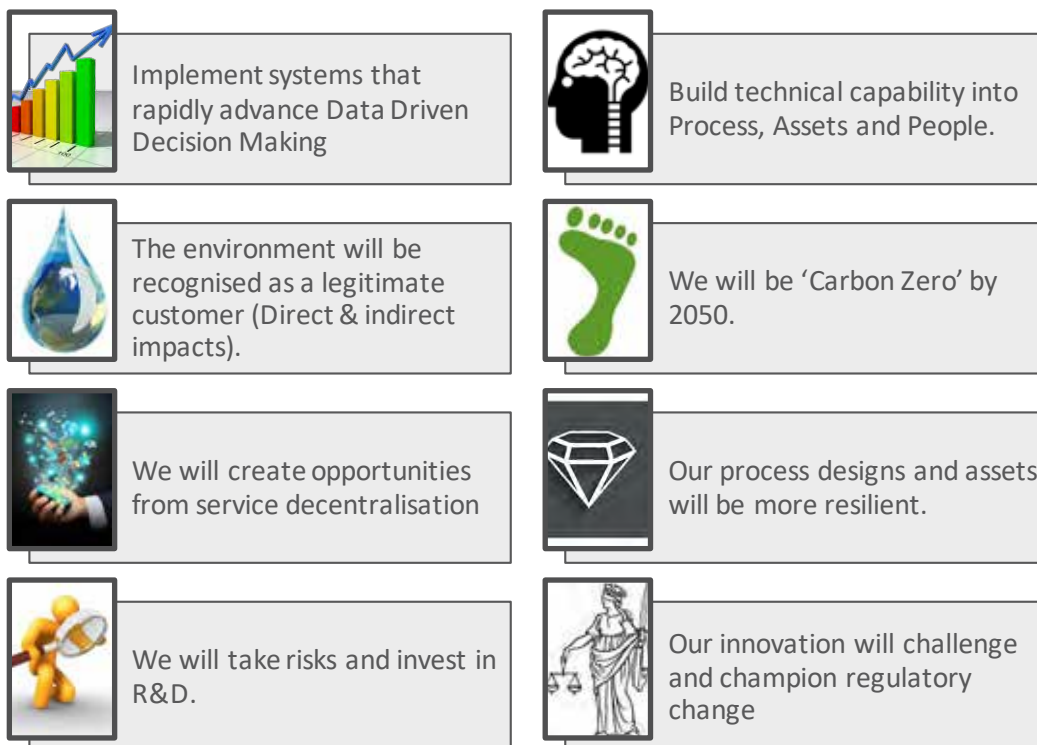 Implement systems that
rapidly advance Data Driven
Decision Making
Build technical capability into
Process, Assets and People.
The environment will be
recognised as a legitimate
customer (Direct & indirect
impacts).
We will be ‘Carbon Zero’ by
2050.
We will create opportunities
from service decentralisation
Our process designs and assets
will be more resilient.
We will take risks and invest in
R&D.
Our innovation will challenge
and champion regulatory
change